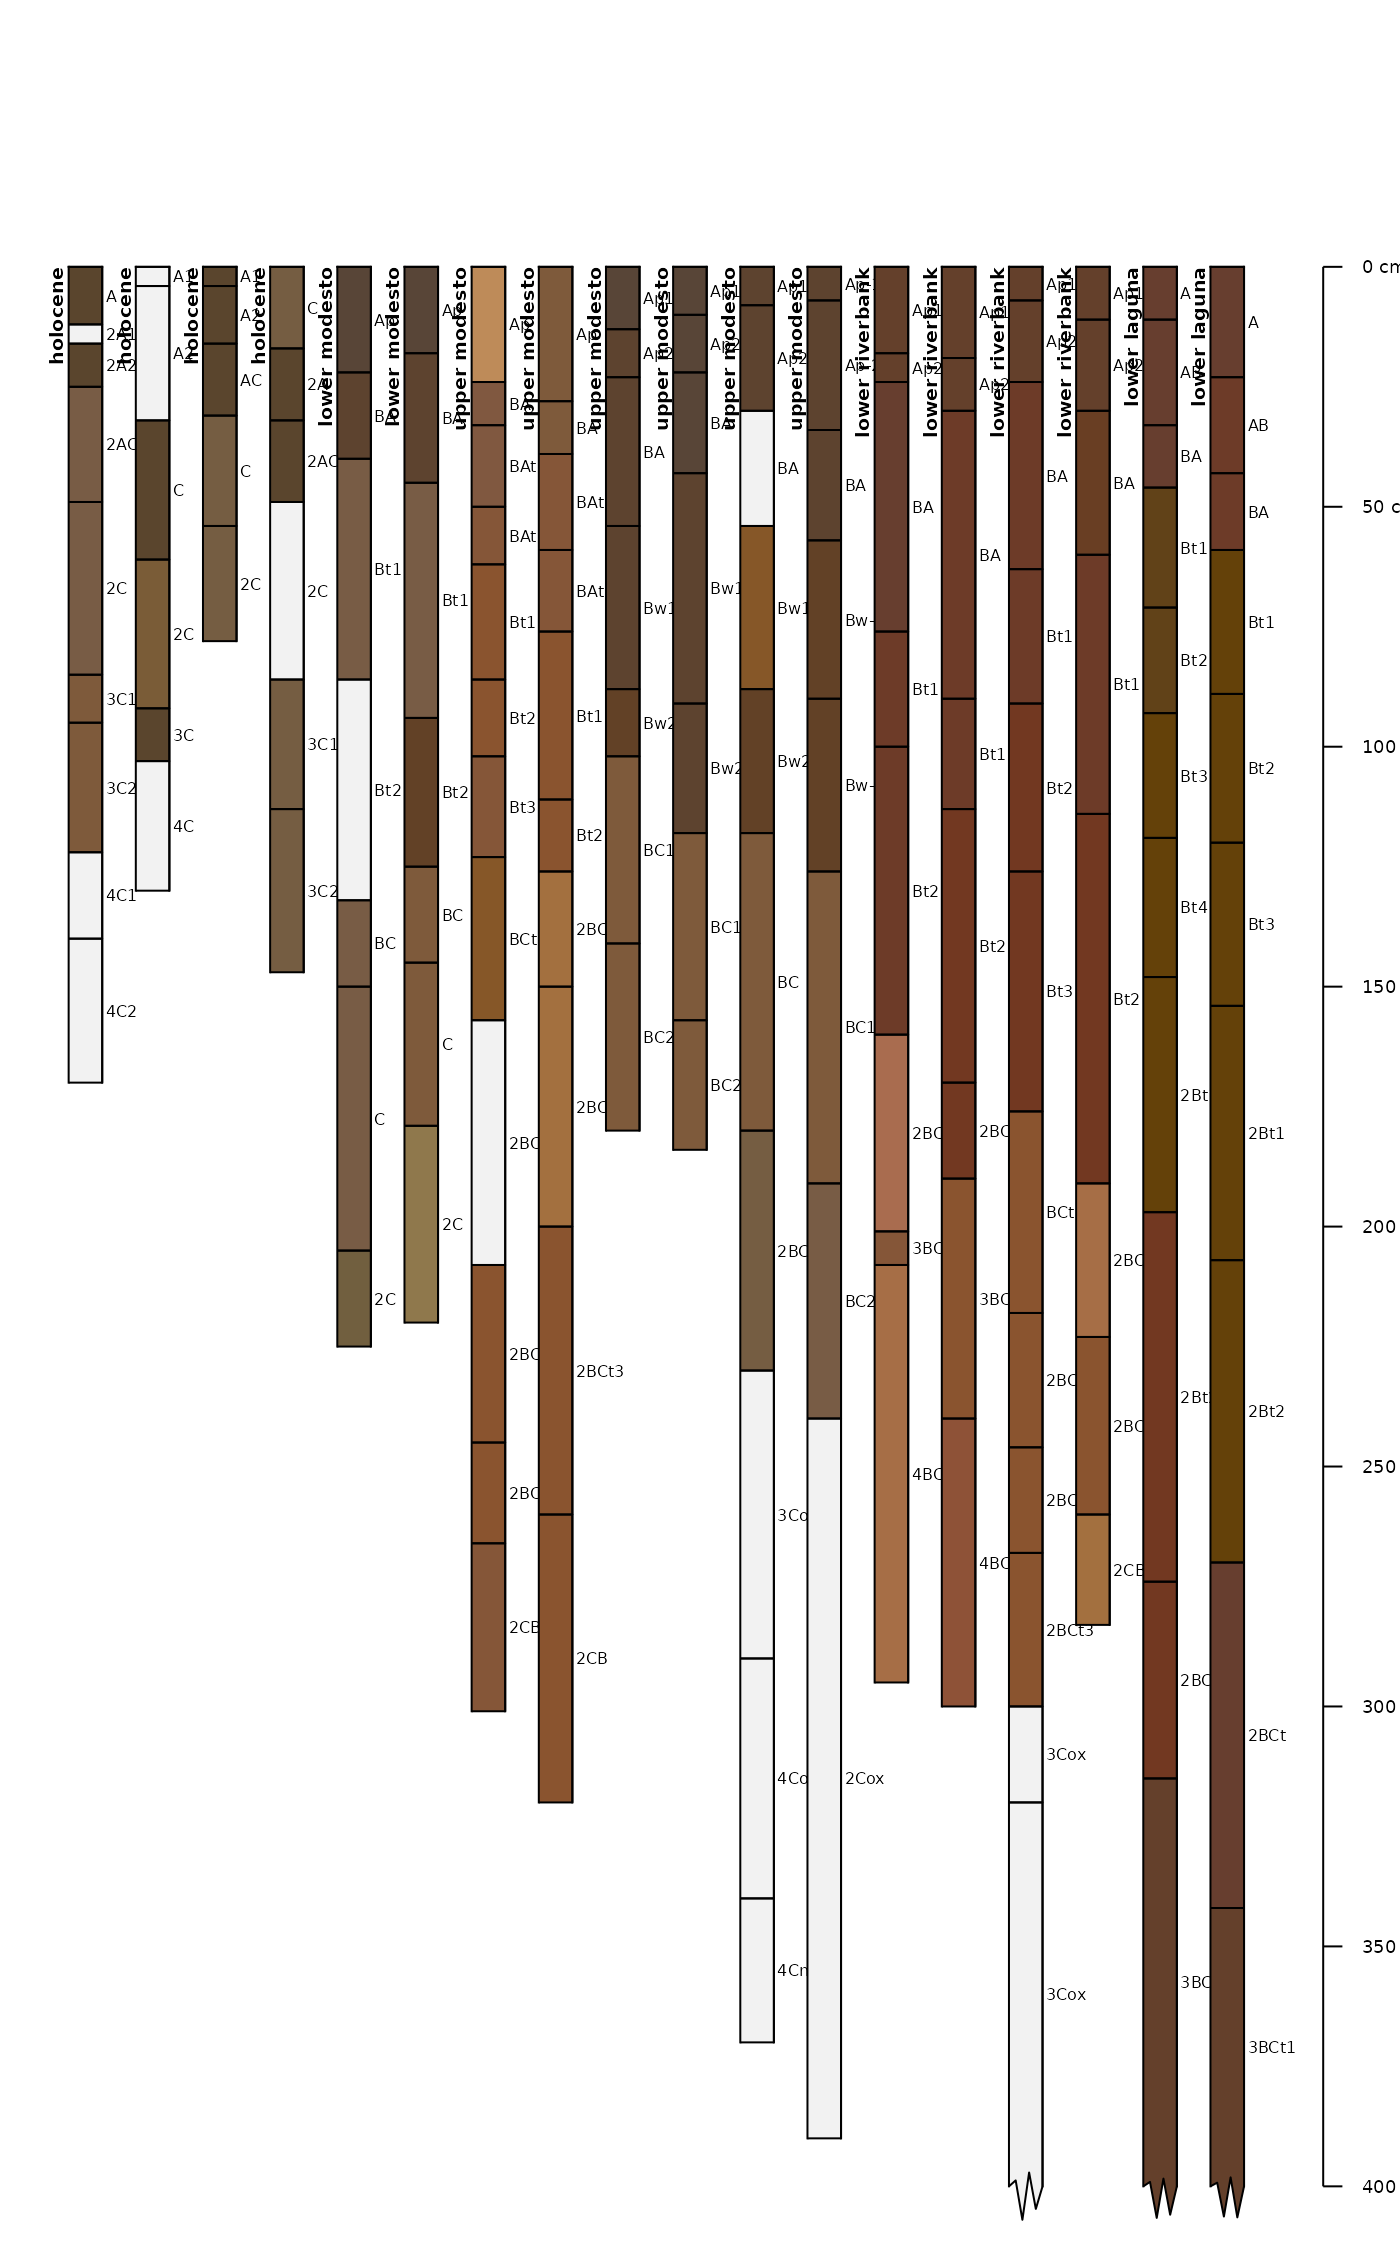 holocene
A
2A1
2A2
2AC
2C
3C1
3C2
4C1
4C2
holocene
A1
A2
C
2C
3C
4C
holocene
A1
A2
AC
C
2C
holocene
C
2A
2AC
2C
3C1
3C2
lower modesto
Ap
BA
Bt1
Bt2
BC
C
2C
lower modesto
Ap
BA
Bt1
Bt2
BC
C
2C
upper modesto
Ap
BA
BAt
BAt
Bt1
Bt2
Bt3
BCt
2BC
2BC
2BC
2CB
upper modesto
Ap
BA
BAt
BAt
Bt1
Bt2
2BC
2BC
2BCt3
2CB
upper modesto
Ap1
Ap2
BA
Bw1
Bw2
BC1
BC2
upper modesto
Ap1
Ap2
BA
Bw1
Bw2
BC1
BC2
upper modesto
Ap1
Ap2
BA
Bw1
Bw2
BC
2BC
3Co
4Co
4Cn
upper modesto
Ap-
Ap-
BA
Bw-
Bw-
BC1
BC2
2Cox
lower riverbank
Ap1
Ap2
BA
Bt1
Bt2
2BC
3BC
4BC
lower riverbank
Ap1
Ap2
BA
Bt1
Bt2
2BC
3BC
4BC
lower riverbank
Ap1
Ap2
BA
Bt1
Bt2
Bt3
BCt
2BC
2BC
2BCt3
3Cox
3Cox
lower riverbank
Ap1
Ap2
BA
Bt1
Bt2
2BC
2BC
2CB
lower laguna
A
AB
BA
Bt1
Bt2
Bt3
Bt4
2Bt
2Bt
2BC
3BC
lower laguna
A
AB
BA
Bt1
Bt2
Bt3
2Bt1
2Bt2
2BCt
3BCt1
0 cm
50 c
100
150
200
250
300
350
400